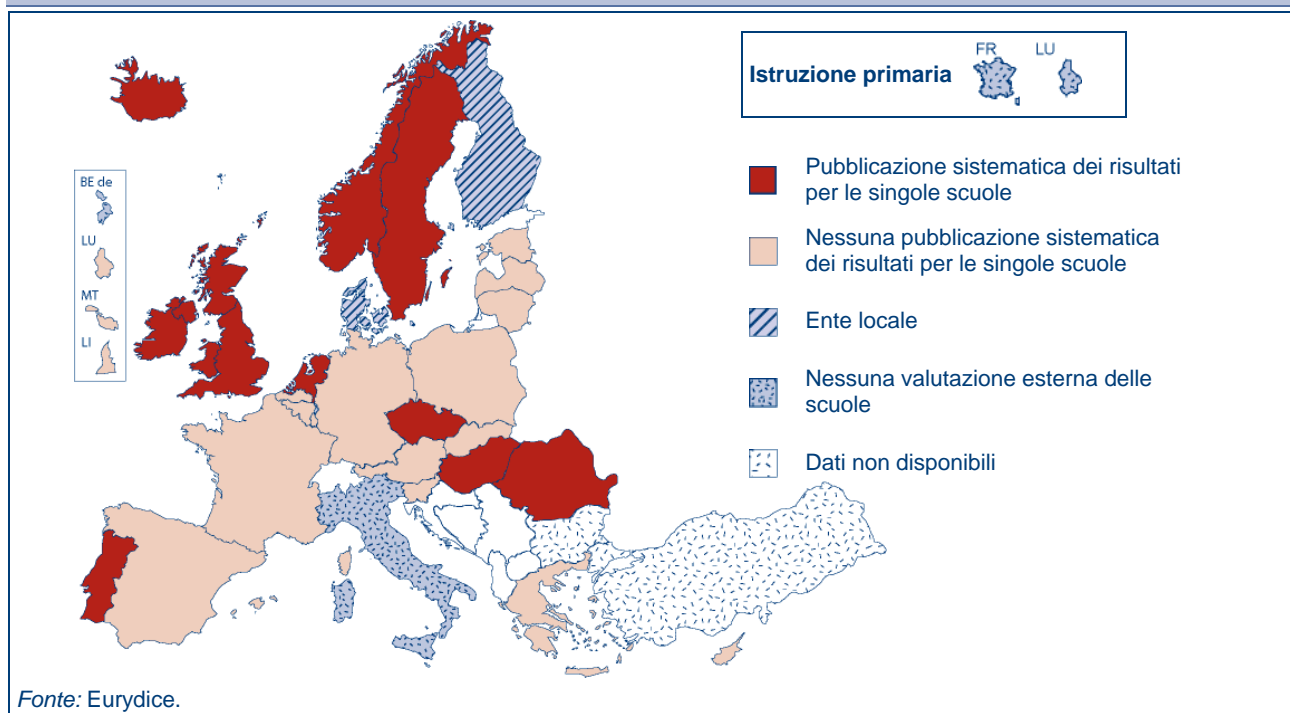 Istruzione primaria
FR
LU
Pubblicazione sistematica dei risultati
per le singole scuole
Nessuna pubblicazione sistematica
dei risultati per le singole scuole
Ente locale
Nessuna valutazione esterna delle
scuole
Dati non disponibili
BE de
LU
MT
LI
Fonte: Eurydice.